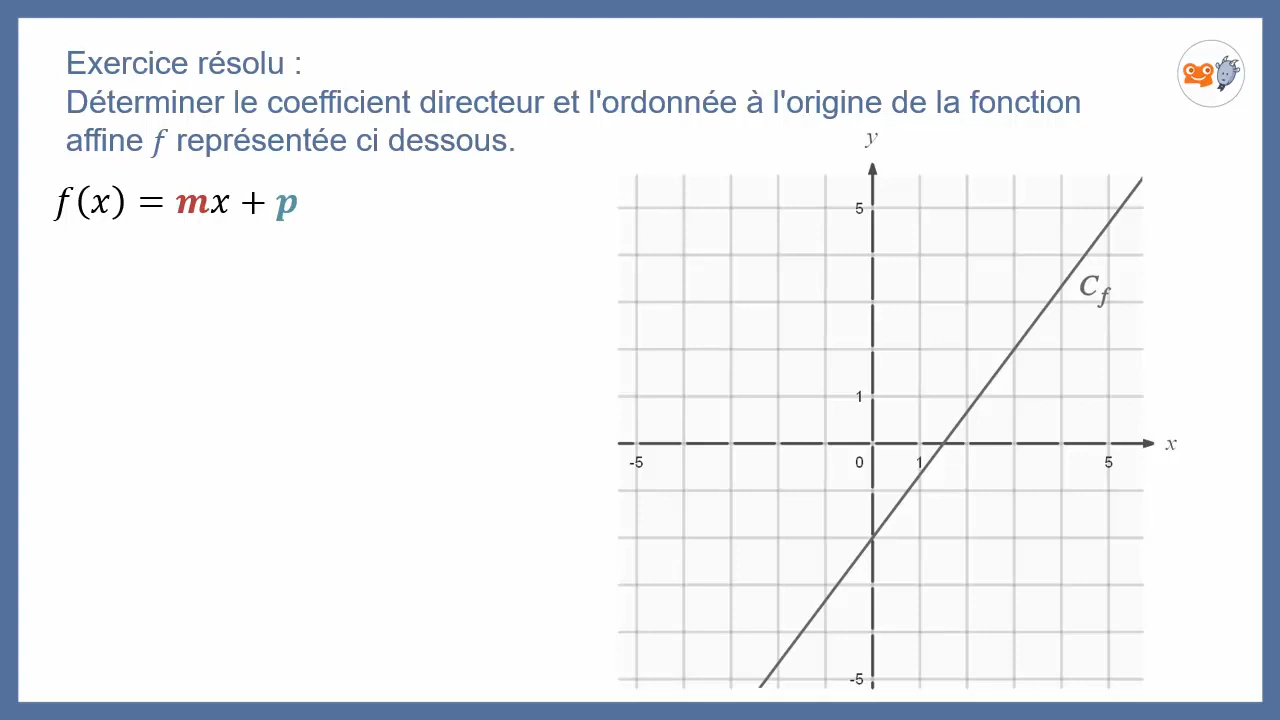 Exercice résolu :
Déterminer le coefficient directeur et l'ordonnée à l'origine de la fonction
affine f représentée ci dessous.
y
f(x) = mx + p
5
C_f
1
x
-5 0 1 5
-5